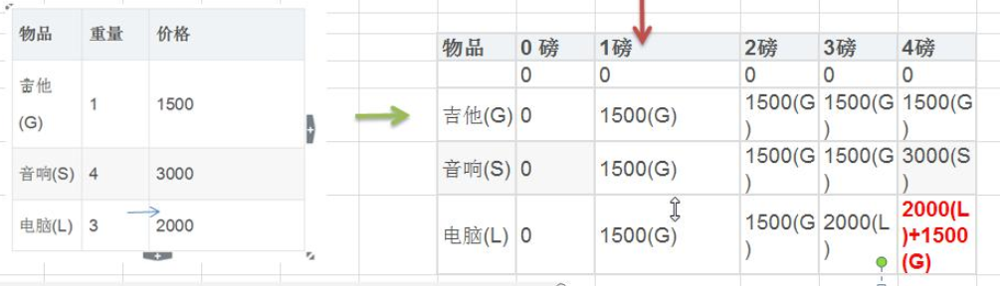 物品 重量 价格
吉他
(G) 1 1500
音响(S) 4 3000
电脑(L) 3 2000
物品 0 磅 1磅 2磅 3磅 4磅
0 0 0 0 0
吉他(G) 0 1500(G) 1500(G 1500(G 1500(G
) ) )
音响(S) 0 1500(G) 1500(G 1500(G 3000(S
) ) )
电脑(L) 0 1500(G) 1500(G 2000(L 2000(L
) ) )+1500
(G)